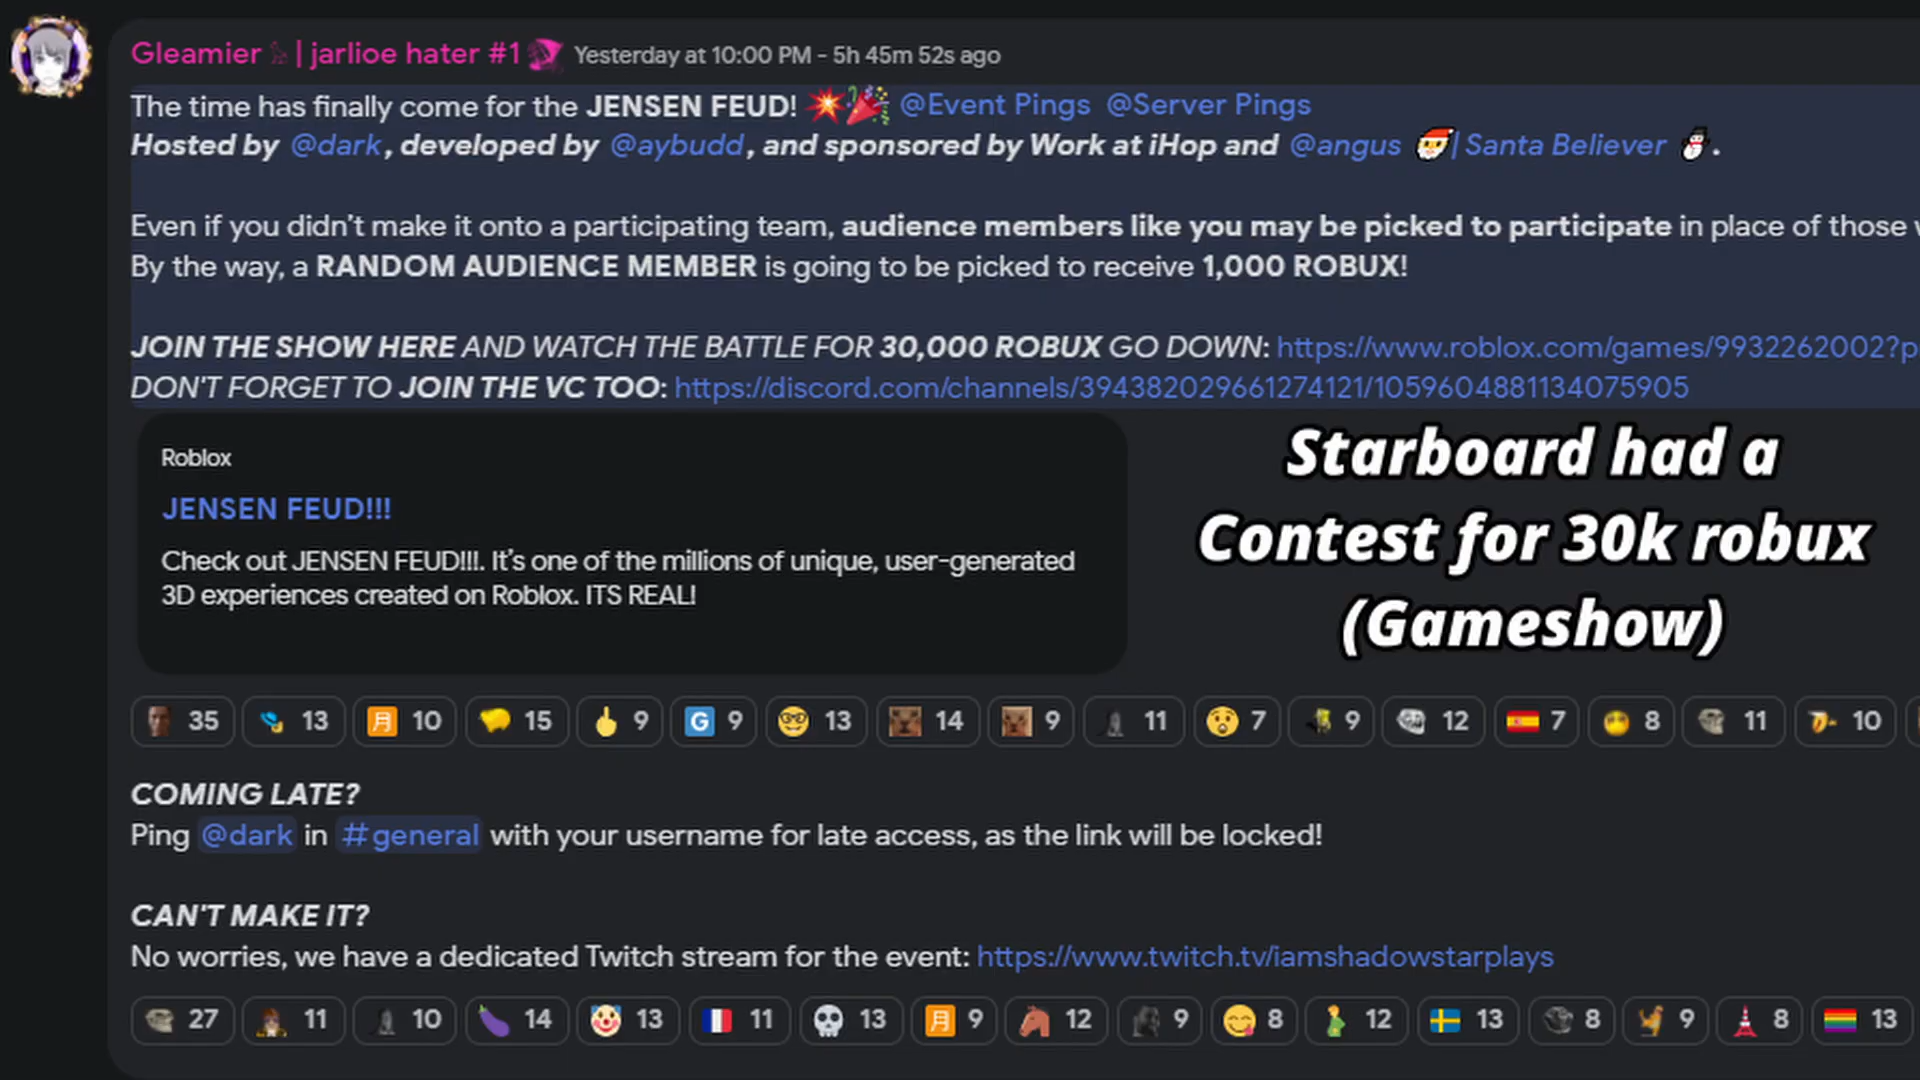 Gleamier | jarlioe hater #1 Yesterday at 10:00 PM - 5h 45m 52s ago
The time has finally come for the JENSEN FEUD! 💥🎉 @Event Pings @Server Pings
Hosted by @dark, developed by @aybudd, and sponsored by Work at iHop and @angus 🎅| Santa Believer ⛄.
Even if you didn't make it onto a participating team, audience members like you may be picked to participate in place of those
By the way, a RANDOM AUDIENCE MEMBER is going to be picked to receive 1,000 ROBUX!
JOIN THE SHOW HERE AND WATCH THE BATTLE FOR 30,000 ROBUX GO DOWN: https://www.roblox.com/games/9932262002?p
DON'T FORGET TO JOIN THE VC TOO: https://discord.com/channels/394382029661274121/1059604881134075905
Roblox
JENSEN FEUD!!!
Check out JENSEN FEUD!!!. It's one of the millions of unique, user-generated
3D experiences created on Roblox. ITS REAL!
Starboard had a
Contest for 30k robux
(Gameshow)
35 13 🈷️ 10 15 9 G 9 13 14 9 11 7 9 12 7 8 11 10
COMING LATE?
Ping @dark in #general with your username for late access, as the link will be locked!
CAN'T MAKE IT?
No worries, we have a dedicated Twitch stream for the event: https://www.twitch.tv/iamshadowstarplays
27 11 10 14 13 11 13 🈷️ 9 12 9 8 12 13 8 9 8 13